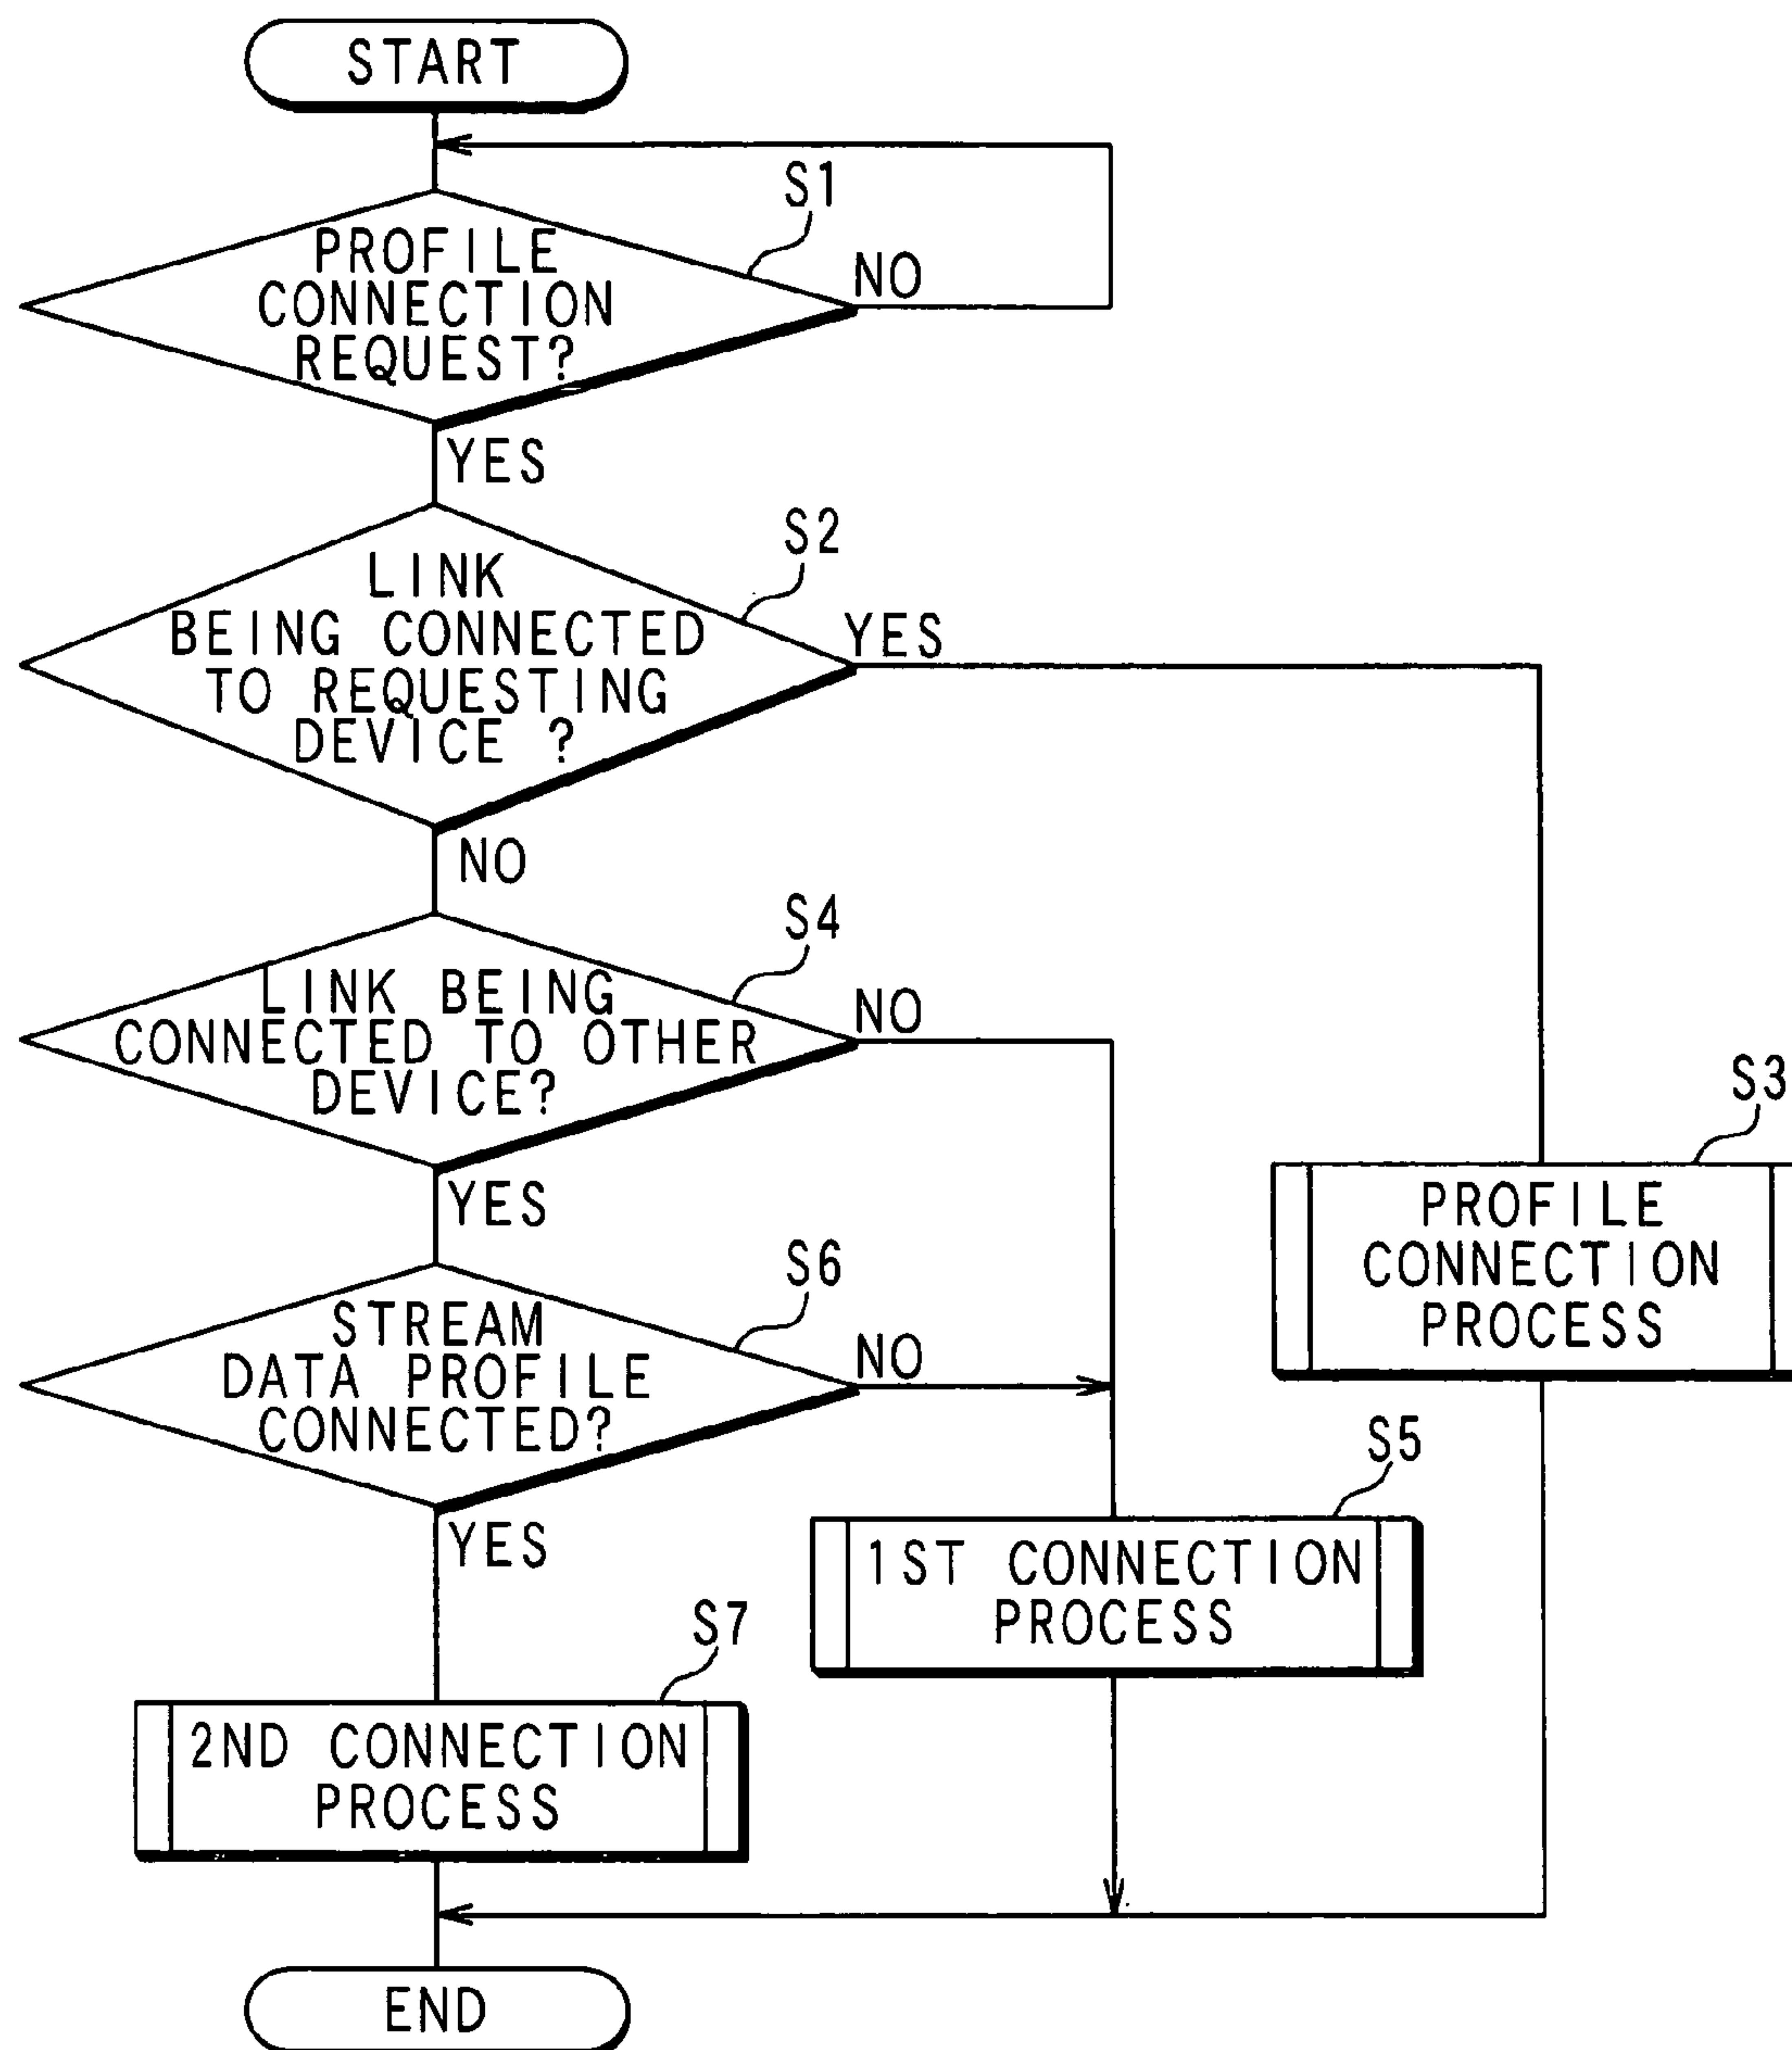 START
S1
PROFILE
CONNECTION
REQUEST?
NO
YES
S2
LINK
BEING CONNECTED
TO REQUESTING
DEVICE ?
YES
NO
S4
LINK BEING
CONNECTED TO OTHER
DEVICE?
NO
YES
S3
PROFILE
CONNECTION
PROCESS
S6
STREAM
DATA PROFILE
CONNECTED?
NO
YES
S5
1ST CONNECTION
PROCESS
S7
2ND CONNECTION
PROCESS
END